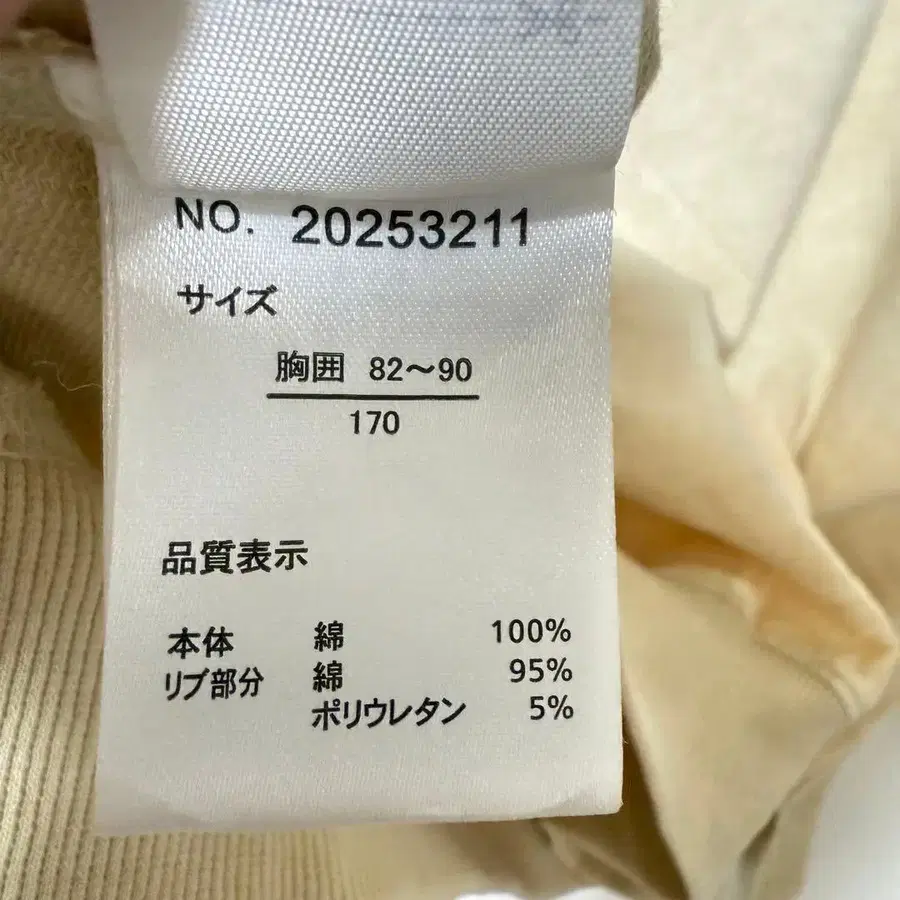 NO. 20253211
サイズ
胸囲 82〜90
170
品質表示
本体 綿 100%
リブ部分 綿 95%
ポリウレタン 5%